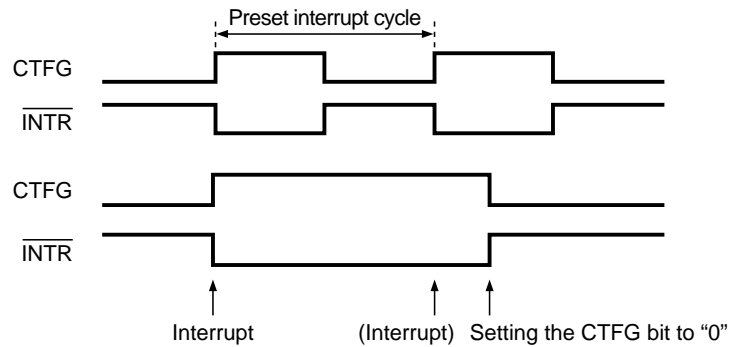 Preset interrupt cycle
CTFG
INTR
CTFG
INTR
Interrupt
(Interrupt)
Setting the CTFG bit to “0”